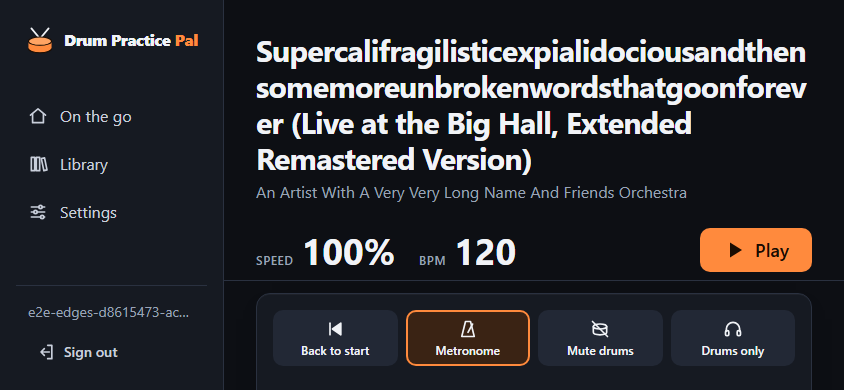 Drum Practice Pal
On the go
Library
Settings
e2e-edges-d8615473-ac...
Sign out
Supercalifragilisticexpialidociousandthen
somemoreunbrokenwordsthatgoonforev
er (Live at the Big Hall, Extended
Remastered Version)
An Artist With A Very Very Long Name And Friends Orchestra
SPEED 100% BPM 120
Play
Back to start
Metronome
Mute drums
Drums only